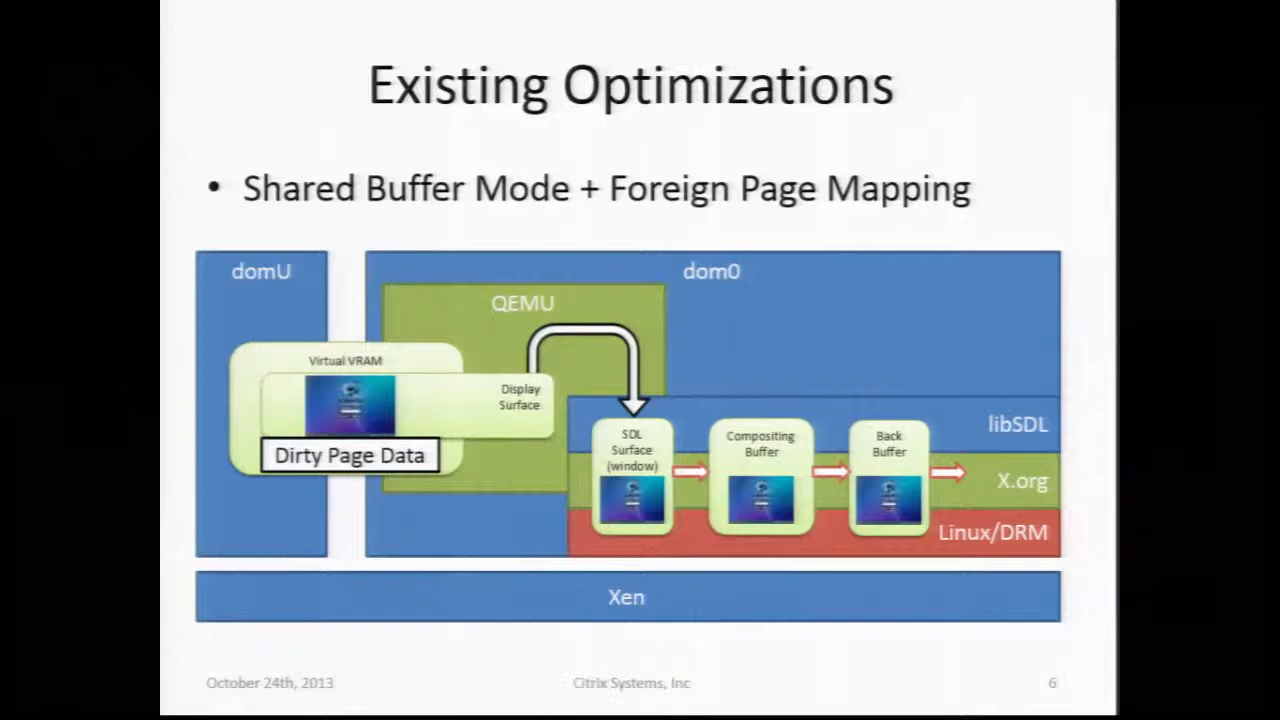 Existing Optimizations
• Shared Buffer Mode + Foreign Page Mapping
domU
dom0
QEMU
Virtual VRAM
Display
Surface
Dirty Page Data
SDL
Surface
(window)
Compositing
Buffer
Back
Buffer
libSDL
X.org
Linux/DRM
Xen
October 24th, 2013
Citrix Systems, Inc
6